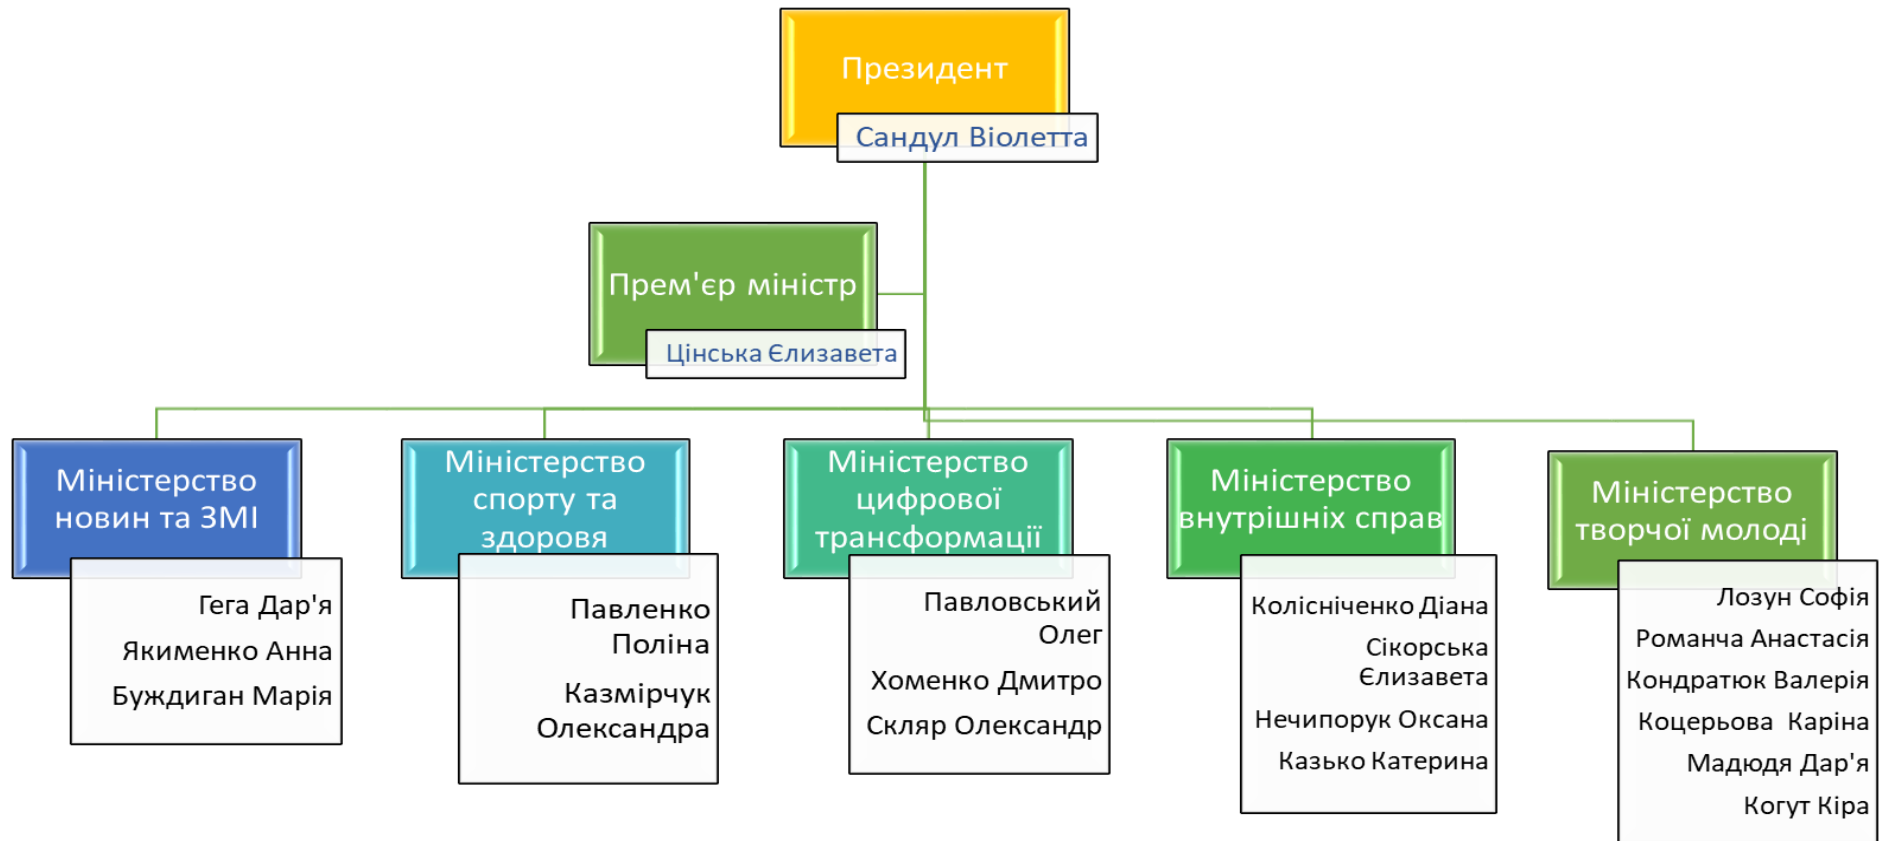 Президент
Сандул Віолетта
Прем'єр міністр
Цінська Єлизавета
Міністерство
новин та ЗМІ
Гега Дар'я
Якименко Анна
Буждиган Марія
Міністерство
спорту та
здоровя
Павленко
Поліна
Казмірчук
Олександра
Міністерство
цифрової
трансформації
Павловський
Олег
Хоменко Дмитро
Скляр Олександр
Міністерство
внутрішніх справ
Колісніченко Діана
Сікорська
Єлизавета
Нечипорук Оксана
Казько Катерина
Міністерство
творчої молоді
Лозун Софія
Романча Анастасія
Кондратюк Валерія
Коцерьова Каріна
Мадюдя Дар'я
Когут Кіра